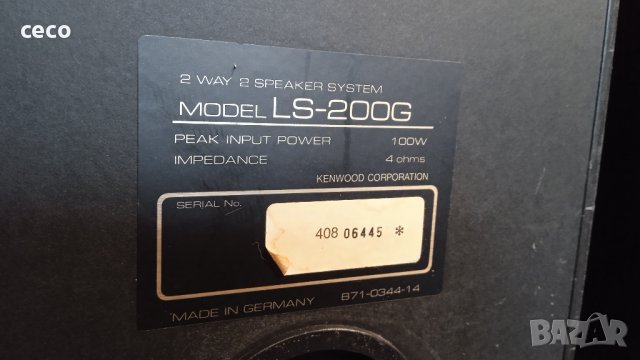 ceco
2 WAY 2 SPEAKER SYSTEM
MODEL LS-200G
PEAK INPUT POWER 100W
IMPEDANCE 4 ohms
KENWOOD CORPORATION
SERIAL No.
408 06445 *
MADE IN GERMANY B71-0344-14
BAZAR